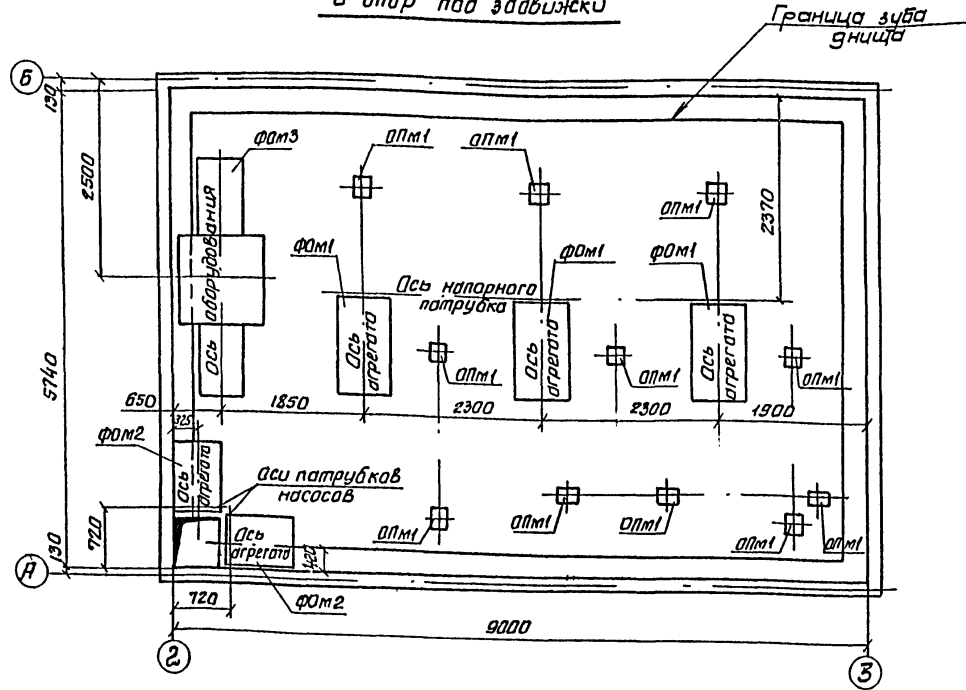 и опор под задвижки
Граница зуба
днища
Б
130
2500
5740
130
А
ФОм3
ОПм1
ОПм1
ОПм1
2370
Ось оборудования
ФОм1
ФОм1
ФОм1
Ось напорного
патрубка
Ось
агрегата
Ось
агрегата
Ось
агрегата
ОПм1
ОПм1
ОПм1
650
1850
2300
2300
1900
325
ФОм2
Ось
агрегата
Оси патрубков
насосов
720
Ось
агрегата
420
ОПм1
ОПм1
ОПм1
ОПм1
ОПм1
720
ФОм2
9000
2
3